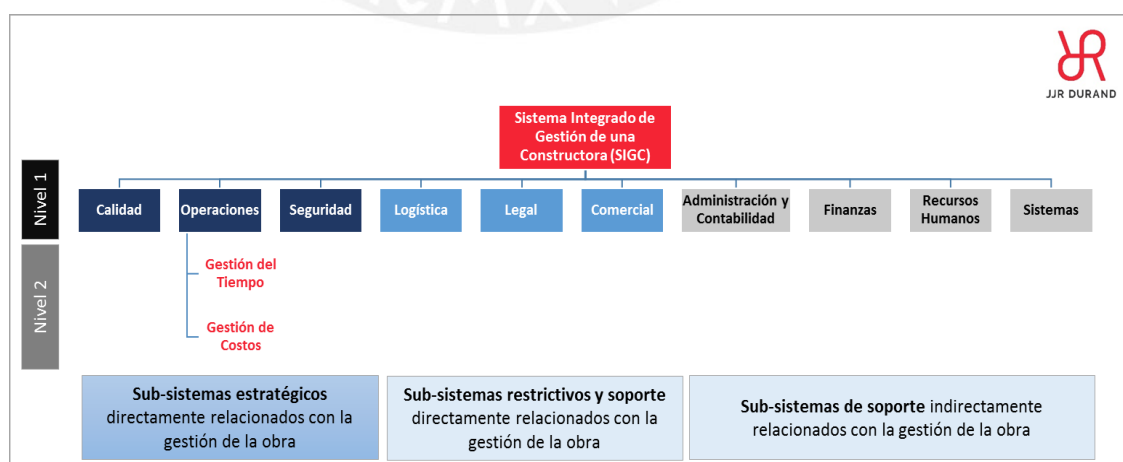 JJR DURAND
Sistema Integrado de
Gestión de una
Constructora (SIGC)
Nivel 1
Calidad
Operaciones
Seguridad
Logística
Legal
Comercial
Administración y
Contabilidad
Finanzas
Recursos
Humanos
Sistemas
Nivel 2
Gestión del
Tiempo
Gestión de
Costos
Sub-sistemas estratégicos
directamente relacionados con la
gestión de la obra
Sub-sistemas restrictivos y soporte
directamente relacionados con la
gestión de la obra
Sub-sistemas de soporte indirectamente
relacionados con la gestión de la obra